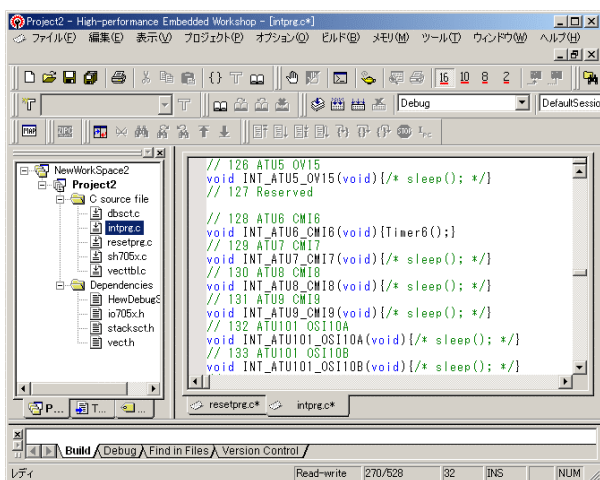 Project2 - High-performance Embedded Workshop - [intprg.c*]
ファイル(F) 編集(E) 表示(V) プロジェクト(P) オプション(O) ビルド(B) メモリ(M) ツール(T) ウィンドウ(W) ヘルプ(H)
16 10 8 2
Debug
DefaultSessio
MAP
NewWorkSpace2
Project2
C source file
dbsct.c
intprg.c
resetprg.c
sh705x.c
vecttbl.c
Dependencies
HewDebugS
io705x.h
stacksct.h
vect.h
P...
T...
...
// 126 ATU5 OV15
void INT_ATU5_OV15(void){/* sleep(); */}
// 127 Reserved
// 128 ATU6 CMI6
void INT_ATU6_CMI6(void){Timer6();}
// 129 ATU7 CMI7
void INT_ATU7_CMI7(void){/* sleep(); */}
// 130 ATU8 CMI8
void INT_ATU8_CMI8(void){/* sleep(); */}
// 131 ATU9 CMI9
void INT_ATU9_CMI9(void){/* sleep(); */}
// 132 ATU101 OSI10A
void INT_ATU101_OSI10A(void){/* sleep(); */}
// 133 ATU101 OSI10B
void INT_ATU101_OSI10B(void){/* sleep(); */}
resetprg.c*
intprg.c*
Build
Debug
Find in Files
Version Control
レディ
Read-write
270/528
32
INS
NUM